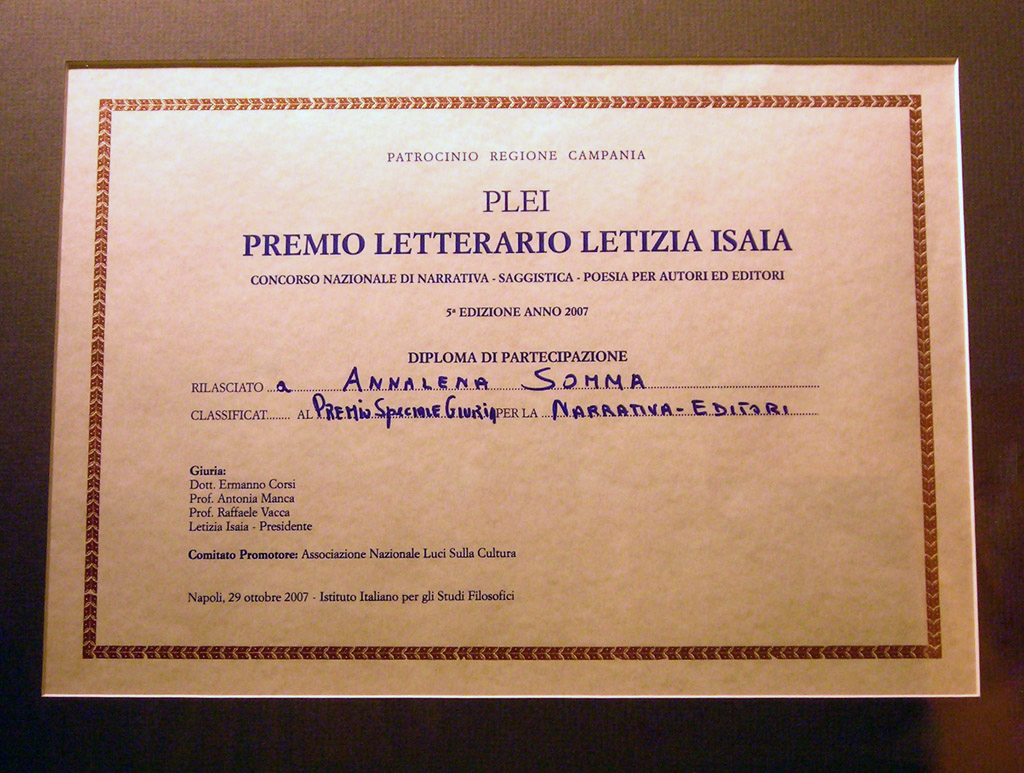 PATROCINIO REGIONE CAMPANIA
PLEI
PREMIO LETTERARIO LETIZIA ISAIA
CONCORSO NAZIONALE DI NARRATIVA - SAGGISTICA - POESIA PER AUTORI ED EDITORI
5ª EDIZIONE ANNO 2007
DIPLOMA DI PARTECIPAZIONE
RILASCIATO a ANNALENA SOMMA
CLASSIFICAT....... AL PREMIO SPECIALE GIURIA PER LA NARRATIVA - EDITORI
Giuria:
Dott. Ermanno Corsi
Prof. Antonia Manca
Prof. Raffaele Vacca
Letizia Isaia - Presidente
Comitato Promotore: Associazione Nazionale Luci Sulla Cultura
Napoli, 29 ottobre 2007 - Istituto Italiano per gli Studi Filosofici